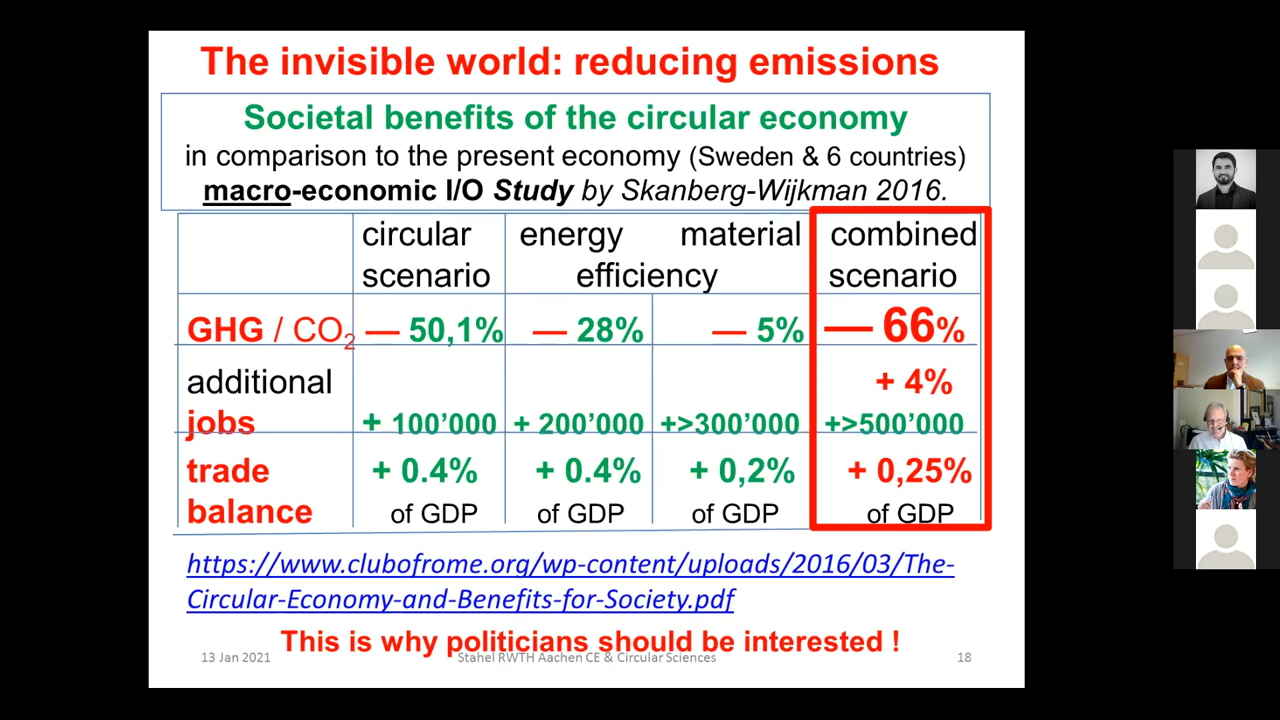 The invisible world: reducing emissions
Societal benefits of the circular economy
in comparison to the present economy (Sweden & 6 countries)
macro-economic I/O Study by Skanberg-Wijkman 2016.
circular energy material combined
scenario efficiency scenario
GHG / CO2 — 50,1% — 28% — 5% — 66%
additional + 4%
jobs + 100’000 + 200’000 +>300’000 +>500’000
trade + 0.4% + 0.4% + 0,2% + 0,25%
balance of GDP of GDP of GDP of GDP
https://www.clubofrome.org/wp-content/uploads/2016/03/The-
Circular-Economy-and-Benefits-for-Society.pdf
This is why politicians should be interested !
13 Jan 2021 Stahel RWTH Aachen CE & Circular Sciences 18